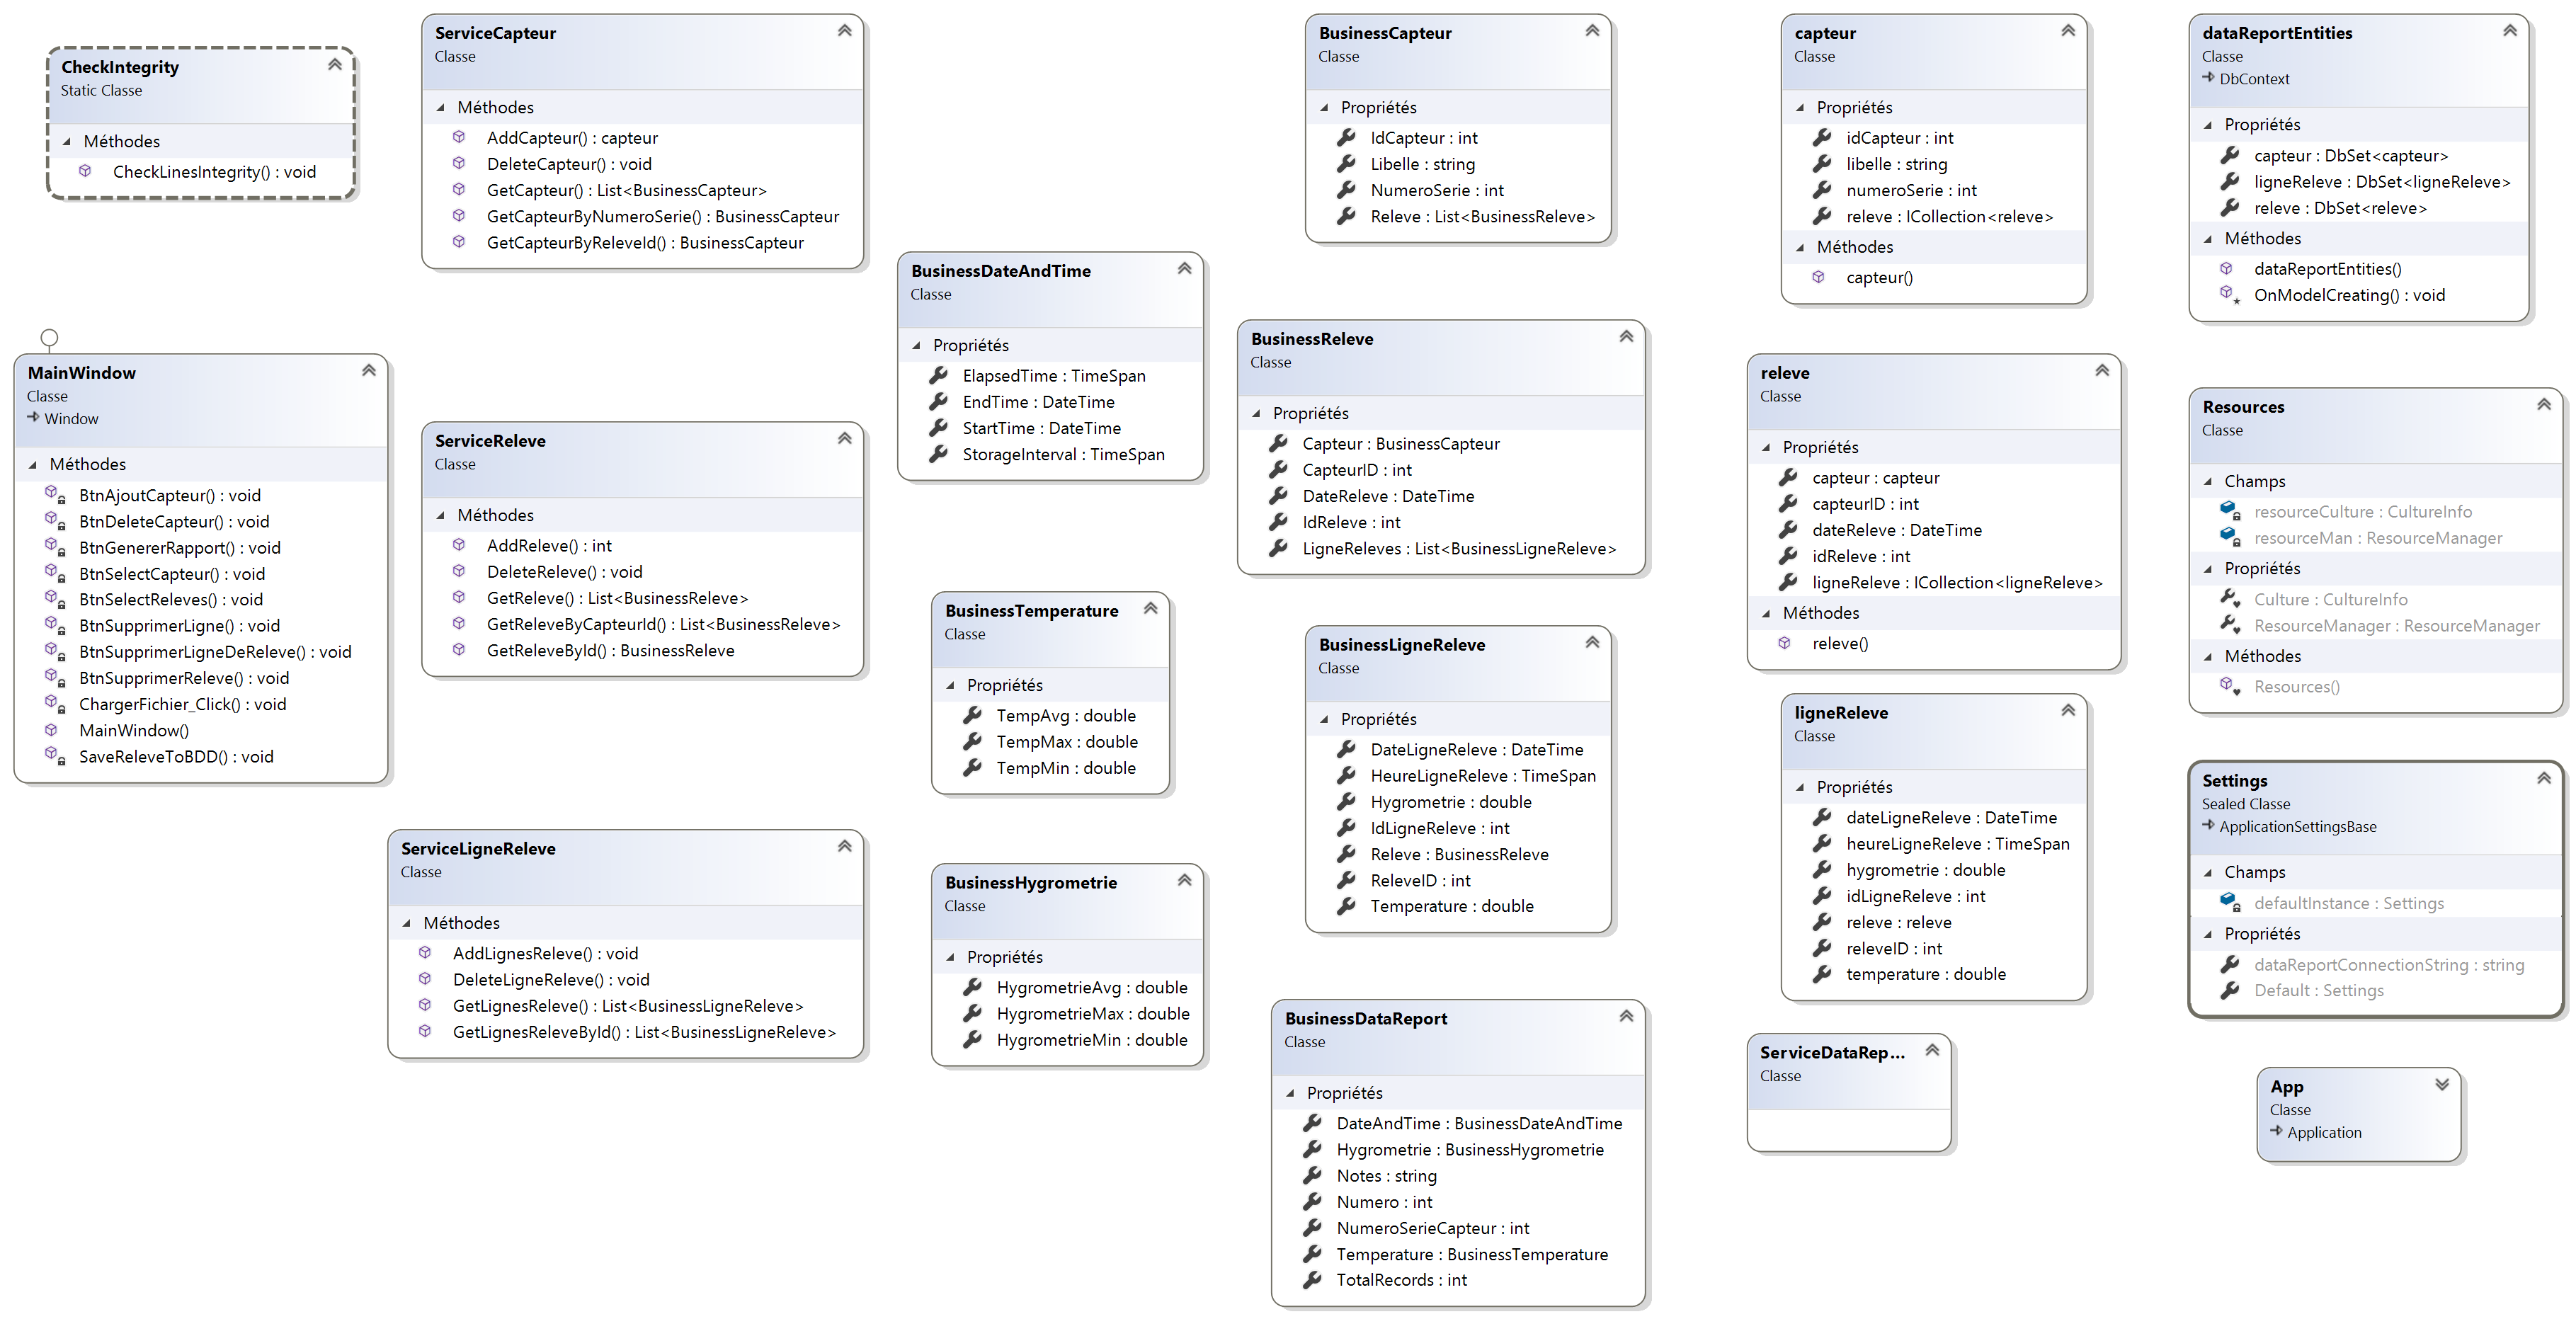 CheckIntegrity
Static Classe
Méthodes
CheckLinesIntegrity() : void
MainWindow
Classe
Window
Méthodes
BtnAjoutCapteur() : void
BtnDeleteCapteur() : void
BtnGenererRapport() : void
BtnSelectCapteur() : void
BtnSelectReleves() : void
BtnSupprimerLigne() : void
BtnSupprimerLigneDeReleve() : void
BtnSupprimerReleve() : void
ChargerFichier_Click() : void
MainWindow()
SaveReleveToBDD() : void
ServiceCapteur
Classe
Méthodes
AddCapteur() : capteur
DeleteCapteur() : void
GetCapteur() : List<BusinessCapteur>
GetCapteurByNumeroSerie() : BusinessCapteur
GetCapteurByReleveId() : BusinessCapteur
ServiceReleve
Classe
Méthodes
AddReleve() : int
DeleteReleve() : void
GetReleve() : List<BusinessReleve>
GetReleveByCapteurId() : List<BusinessReleve>
GetReleveById() : BusinessReleve
ServiceLigneReleve
Classe
Méthodes
AddLignesReleve() : void
DeleteLigneReleve() : void
GetLignesReleve() : List<BusinessLigneReleve>
GetLignesReleveById() : List<BusinessLigneReleve>
BusinessDateAndTime
Classe
Propriétés
ElapsedTime : TimeSpan
EndTime : DateTime
StartTime : DateTime
StorageInterval : TimeSpan
BusinessTemperature
Classe
Propriétés
TempAvg : double
TempMax : double
TempMin : double
BusinessHygrometrie
Classe
Propriétés
HygrometrieAvg : double
HygrometrieMax : double
HygrometrieMin : double
BusinessCapteur
Classe
Propriétés
IdCapteur : int
Libelle : string
NumeroSerie : int
Releve : List<BusinessReleve>
BusinessReleve
Classe
Propriétés
Capteur : BusinessCapteur
CapteurID : int
DateReleve : DateTime
IdReleve : int
LigneReleves : List<BusinessLigneReleve>
BusinessLigneReleve
Classe
Propriétés
DateLigneReleve : DateTime
HeureLigneReleve : TimeSpan
Hygrometrie : double
IdLigneReleve : int
Releve : BusinessReleve
ReleveID : int
Temperature : double
BusinessDataReport
Classe
Propriétés
DateAndTime : BusinessDateAndTime
Hygrometrie : BusinessHygrometrie
Notes : string
Numero : int
NumeroSerieCapteur : int
Temperature : BusinessTemperature
TotalRecords : int
capteur
Classe
Propriétés
idCapteur : int
libelle : string
numeroSerie : int
releve : ICollection<releve>
Méthodes
capteur()
releve
Classe
Propriétés
capteur : capteur
capteurID : int
dateReleve : DateTime
idReleve : int
ligneReleve : ICollection<ligneReleve>
Méthodes
releve()
ligneReleve
Classe
Propriétés
dateLigneReleve : DateTime
heureLigneReleve : TimeSpan
hygrometrie : double
idLigneReleve : int
releve : releve
releveID : int
temperature : double
ServiceDataRep...
Classe
dataReportEntities
Classe
DbContext
Propriétés
capteur : DbSet<capteur>
ligneReleve : DbSet<ligneReleve>
releve : DbSet<releve>
Méthodes
dataReportEntities()
OnModelCreating() : void
Resources
Classe
Champs
resourceCulture : CultureInfo
resourceMan : ResourceManager
Propriétés
Culture : CultureInfo
ResourceManager : ResourceManager
Méthodes
Resources()
Settings
Sealed Classe
ApplicationSettingsBase
Champs
defaultInstance : Settings
Propriétés
dataReportConnectionString : string
Default : Settings
App
Classe
Application